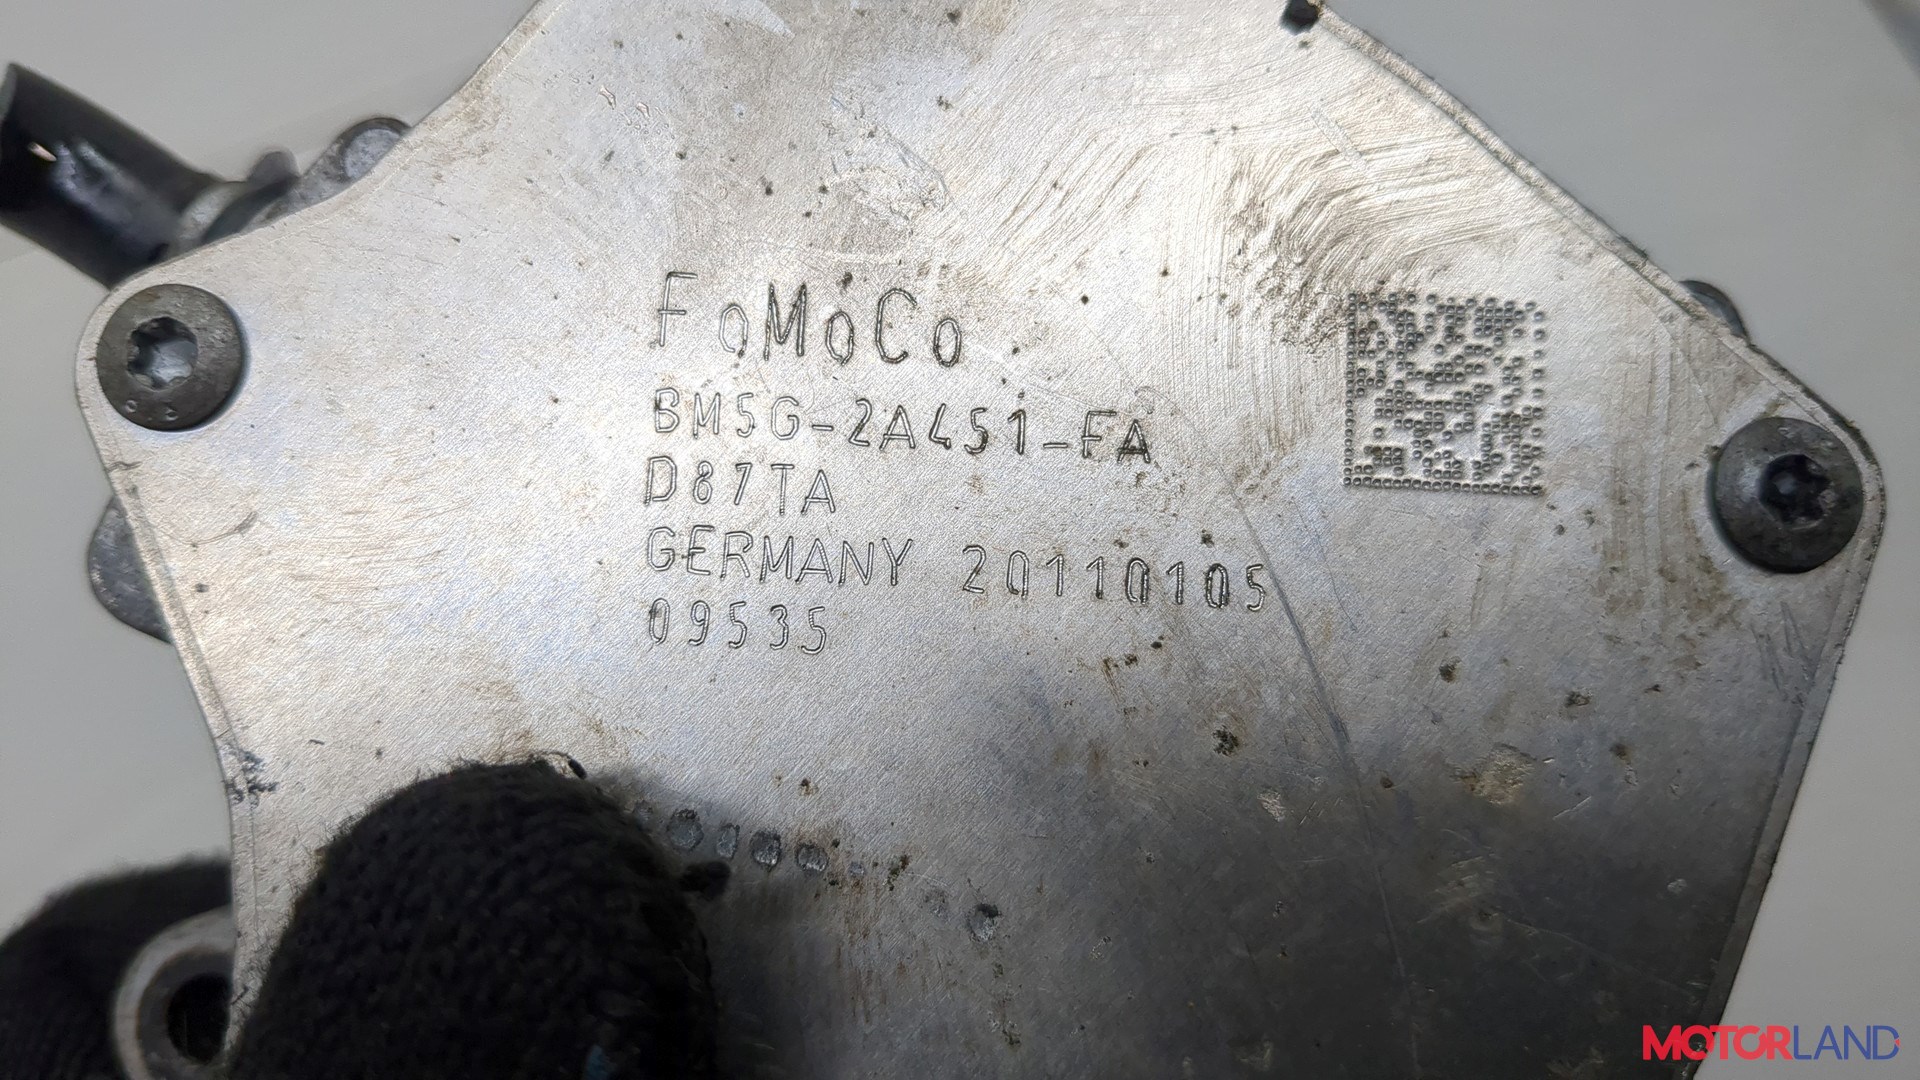 FoMoCo
BM5G-2A451-FA
D87TA
GERMANY 20110105
09535
MOTORLAND